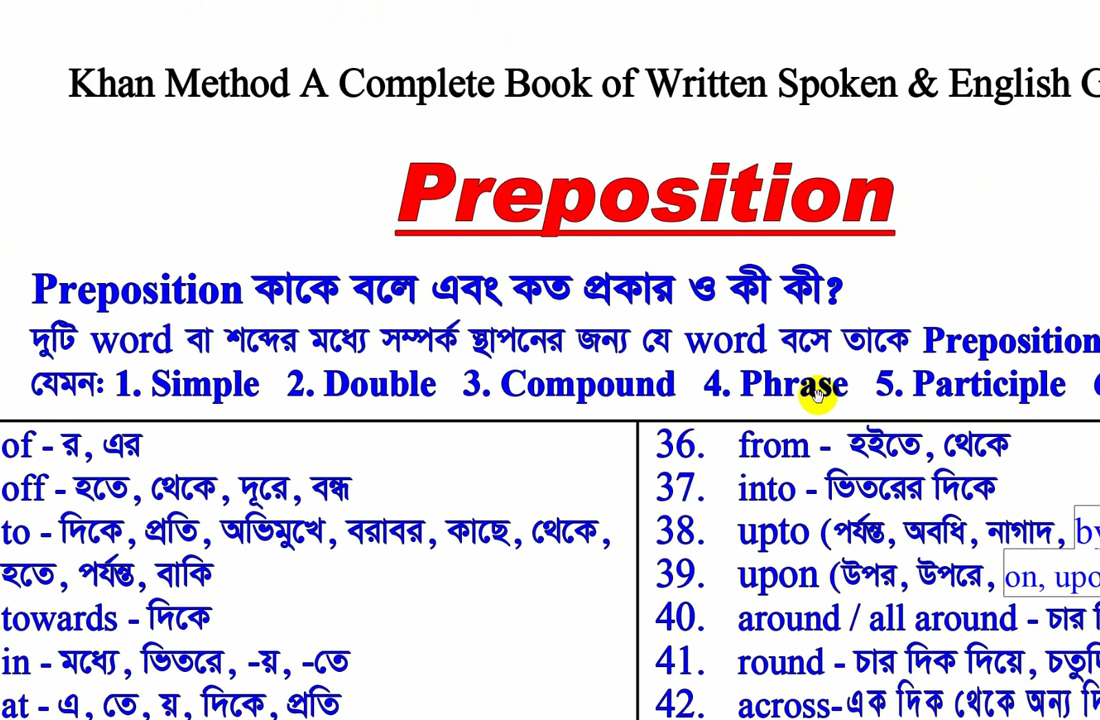 Khan Method A Complete Book of Written Spoken & English G
Preposition
Preposition কাকে বলে এবং কত প্রকার ও কী কী?
দুটি word বা শব্দের মধ্যে সম্পর্ক স্থাপনের জন্য যে word বসে তাকে Preposition
যেমনঃ 1. Simple 2. Double 3. Compound 4. Phrase 5. Participle
of - র, এর
off - হতে, থেকে, দূরে, বন্ধ
to - দিকে, প্রতি, অভিমুখে, বরাবর, কাছে, থেকে,
হতে, পর্যন্ত, বাকি
towards - দিকে
in - মধ্যে, ভিতরে, -য়, -তে
at - এ, তে, য়, দিকে, প্রতি
36. from - হইতে, থেকে
37. into - ভিতরের দিকে
38. upto (পর্যন্ত, অবধি, নাগাদ, by
39. upon (উপর, উপরে, on, upo
40. around / all around - চার
41. round - চার দিক দিয়ে,
42. across-এক দিক থেকে অন্য